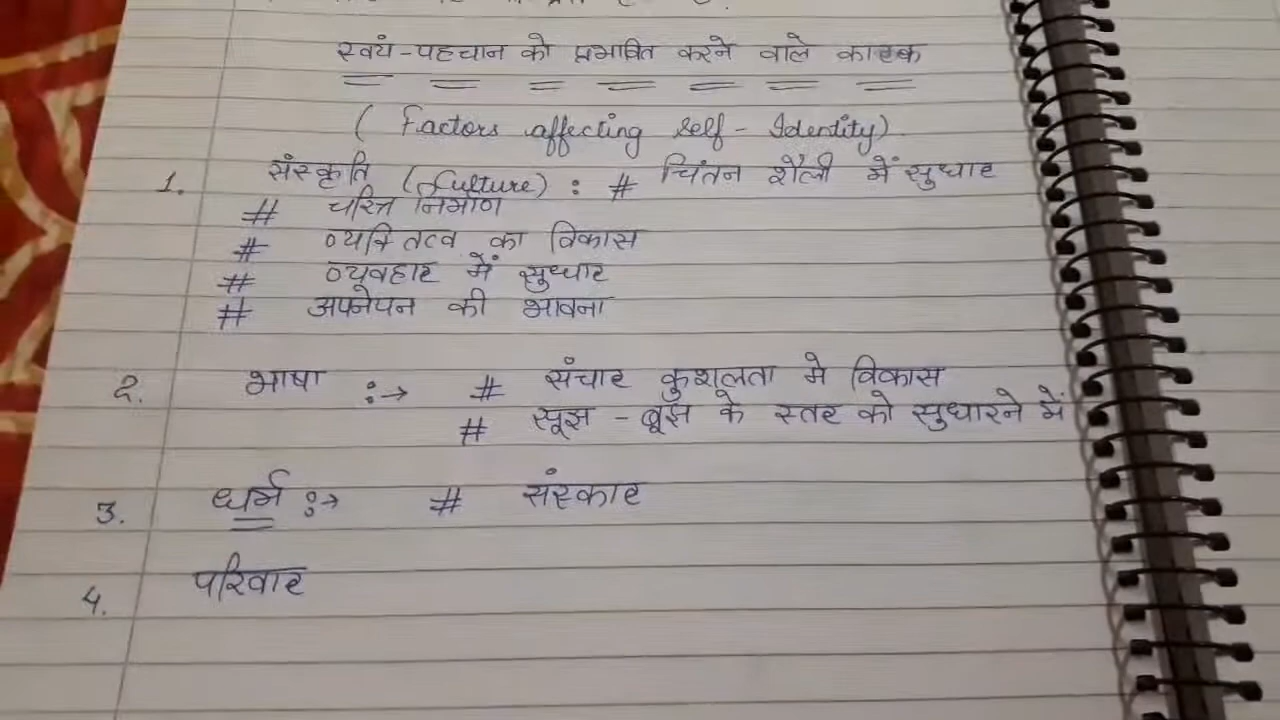 स्वयं-पहचान को प्रभावित करने वाले कारक
( Factors affecting Self - Identity)
1. संस्कृति (Culture) : # चिंतन शैली में सुधार
# चरित्र निर्माण
# व्यक्तित्व का विकास
# व्यवहार में सुधार
# अपनेपन की भावना
2. भाषा :→ # संचार कुशलता मे विकास
# सूझ - बूझ के स्तर को सुधारने में
3. धर्म :→ # संस्कार
4. परिवार